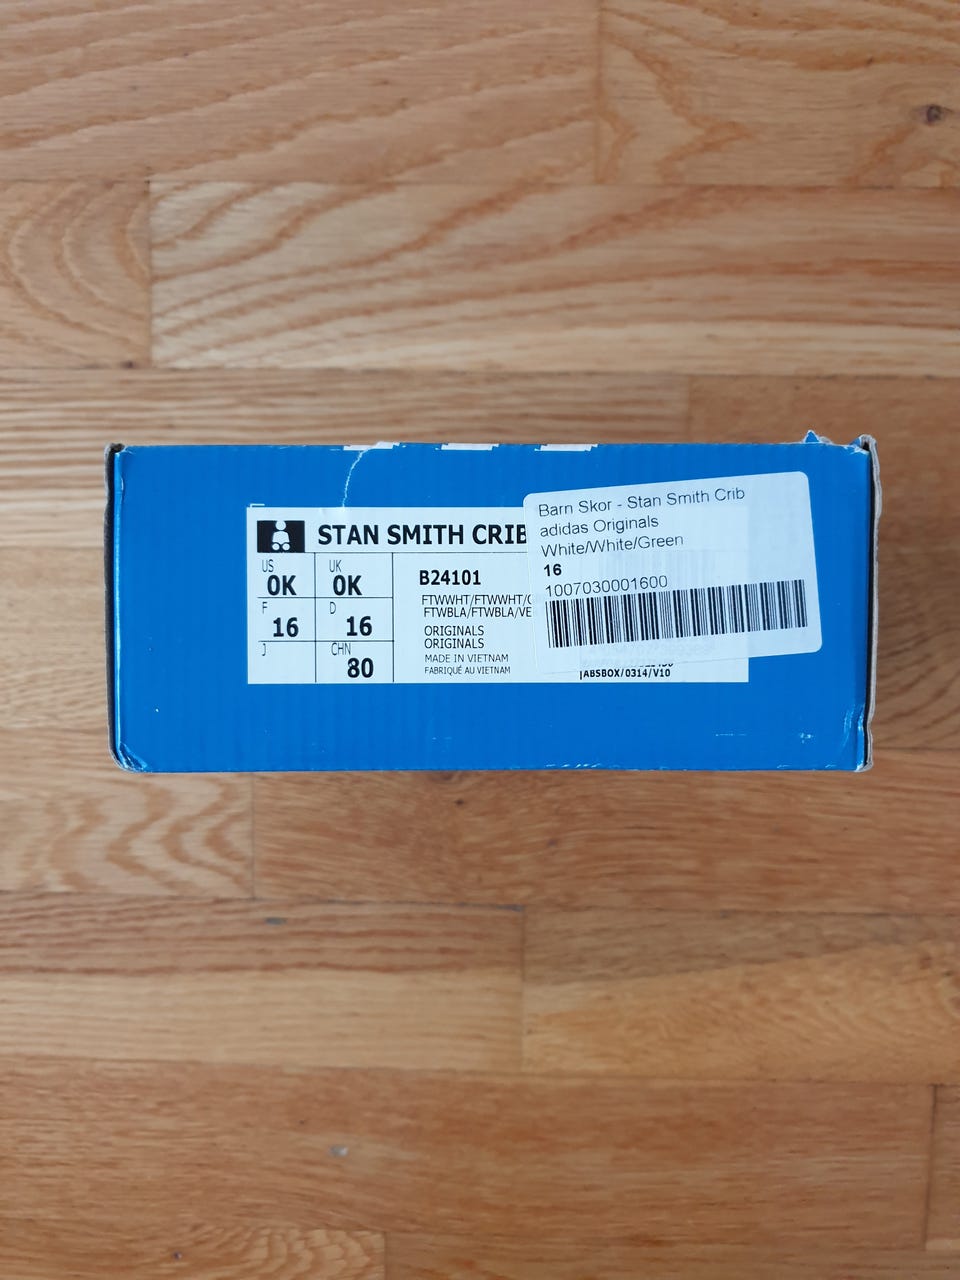 STAN SMITH CRIB
US
0K
UK
0K
F
16
D
16
J
CHN
80
B24101
FTWWHT/FTWWHT/
FTWBLA/FTWBLA/VE
ORIGINALS
ORIGINALS
MADE IN VIETNAM
FABRIQUÉ AU VIETNAM
ABSBOX/0314/V10
Barn Skor - Stan Smith Crib
adidas Originals
White/White/Green
16
1007030001600